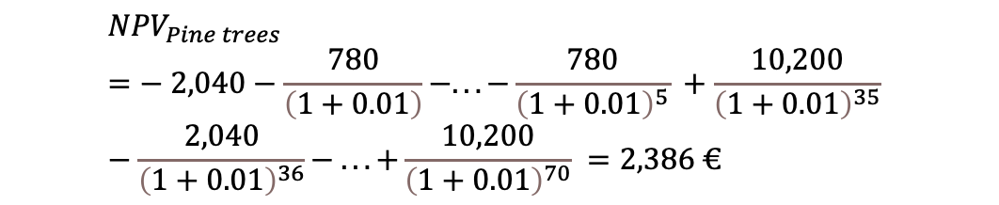 NPV_Pine trees
= − 2,040 − 780/(1 + 0.01) −…− 780/(1 + 0.01)^5 + 10,200/(1 + 0.01)^35
− 2,040/(1 + 0.01)^36 − … + 10,200/(1 + 0.01)^70 = 2,386 €